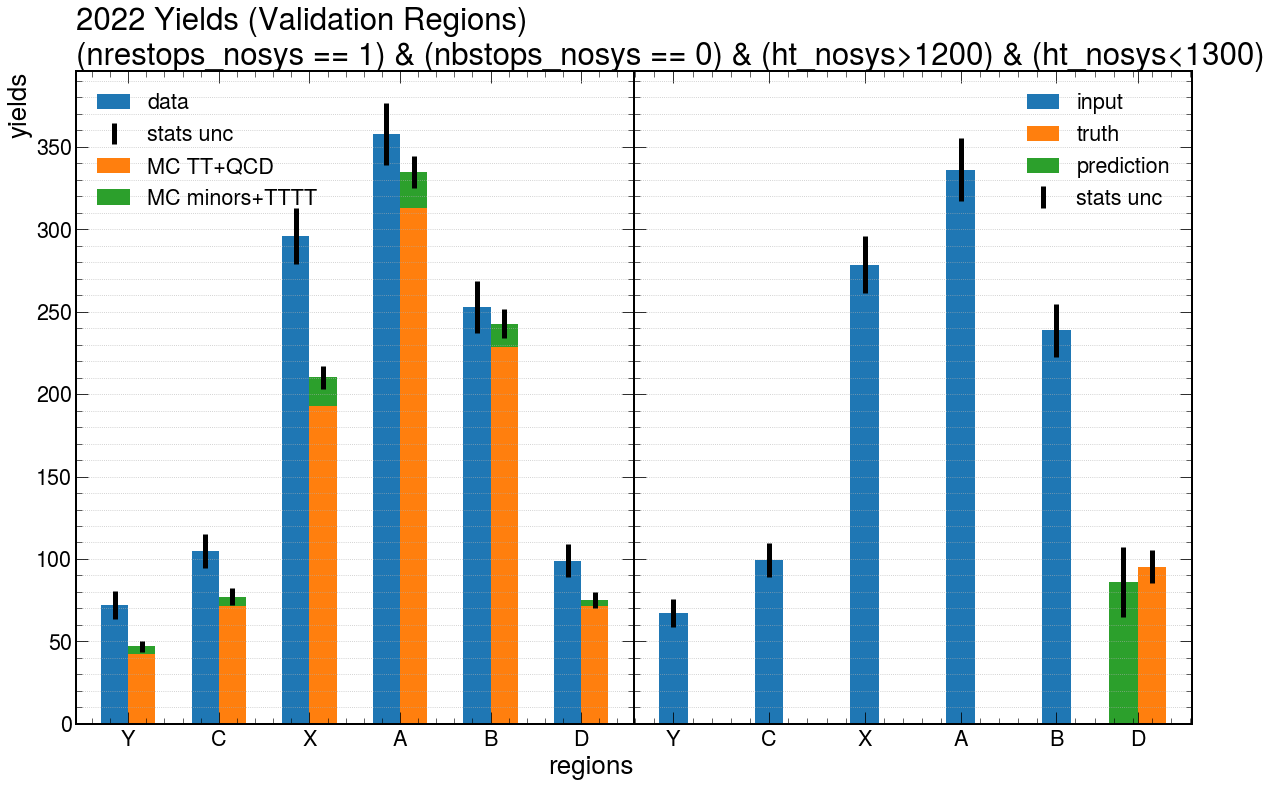 2022 Yields (Validation Regions)
(nrestops_nosys == 1) & (nbstops_nosys == 0) & (ht_nosys>1200) & (ht_nosys<1300)
yields
data
stats unc
MC TT+QCD
MC minors+TTTT
input
truth
prediction
stats unc
350
300
250
200
150
100
50
0
Y C X A B D
Y C X A B D
regions